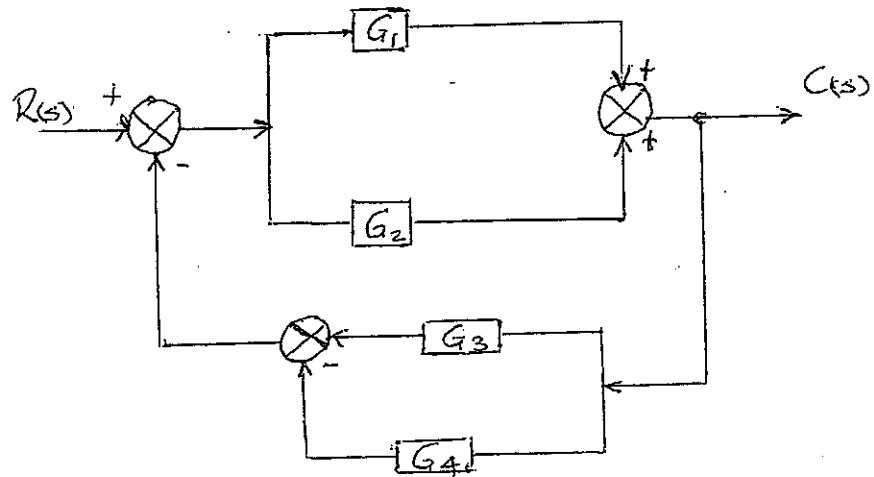 G1
R(s) + + C(s)
- +
G2
G3
-
G4